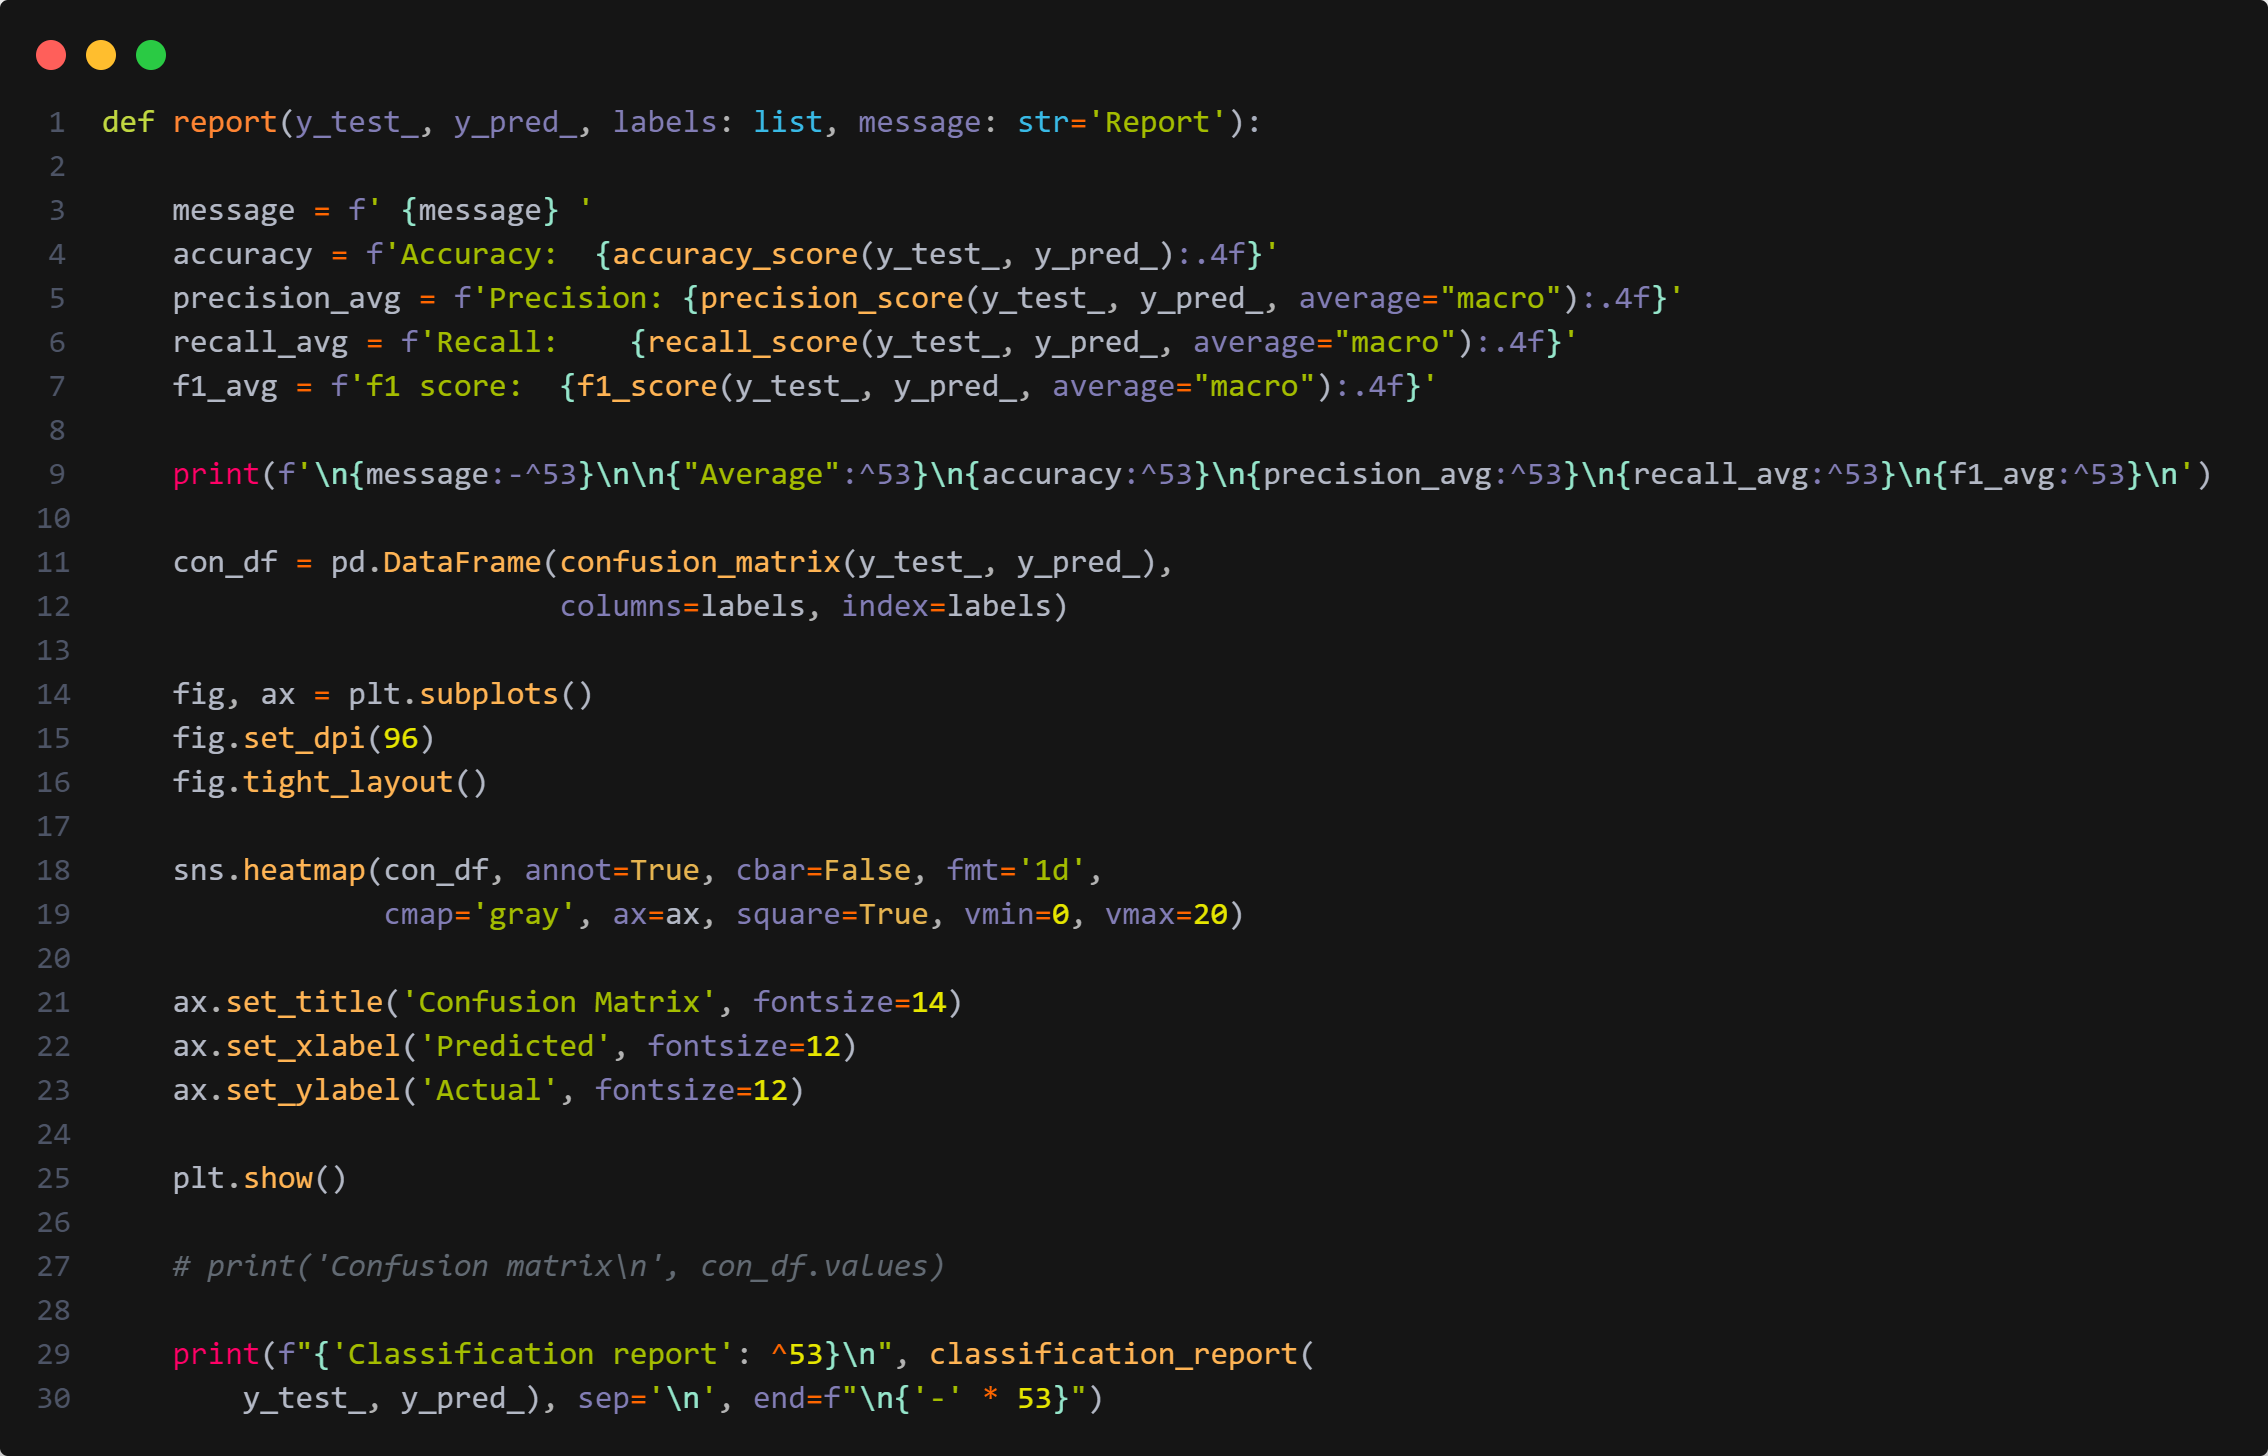 1 def report(y_test_, y_pred_, labels: list, message: str='Report'):
2
3     message = f' {message} '
4     accuracy = f'Accuracy:  {accuracy_score(y_test_, y_pred_):.4f}'
5     precision_avg = f'Precision: {precision_score(y_test_, y_pred_, average="macro"):.4f}'
6     recall_avg = f'Recall:    {recall_score(y_test_, y_pred_, average="macro"):.4f}'
7     f1_avg = f'f1 score:  {f1_score(y_test_, y_pred_, average="macro"):.4f}'
8
9     print(f'\n{message:-^53}\n\n{"Average":^53}\n{accuracy:^53}\n{precision_avg:^53}\n{recall_avg:^53}\n{f1_avg:^53}\n')
10
11     con_df = pd.DataFrame(confusion_matrix(y_test_, y_pred_),
12                           columns=labels, index=labels)
13
14     fig, ax = plt.subplots()
15     fig.set_dpi(96)
16     fig.tight_layout()
17
18     sns.heatmap(con_df, annot=True, cbar=False, fmt='1d',
19                 cmap='gray', ax=ax, square=True, vmin=0, vmax=20)
20
21     ax.set_title('Confusion Matrix', fontsize=14)
22     ax.set_xlabel('Predicted', fontsize=12)
23     ax.set_ylabel('Actual', fontsize=12)
24
25     plt.show()
26
27     # print('Confusion matrix\n', con_df.values)
28
29     print(f"{'Classification report': ^53}\n", classification_report(
30         y_test_, y_pred_), sep='\n', end=f"\n{'-' * 53}")